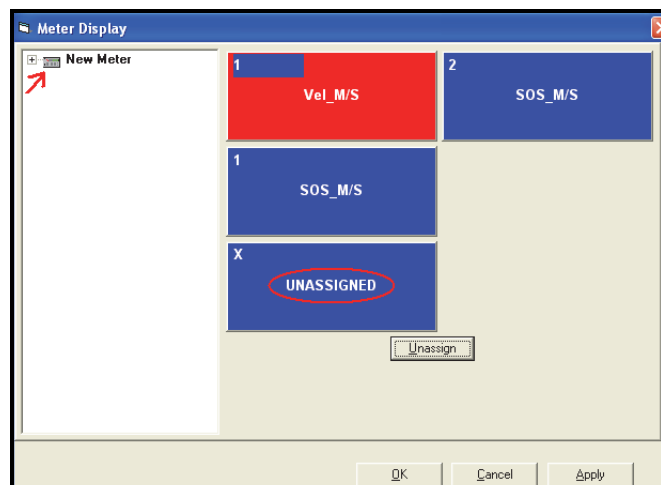 Meter Display
New Meter
1
Vel_M/S
2
SOS_M/S
1
SOS_M/S
X
UNASSIGNED
Unassign
OK
Cancel
Apply